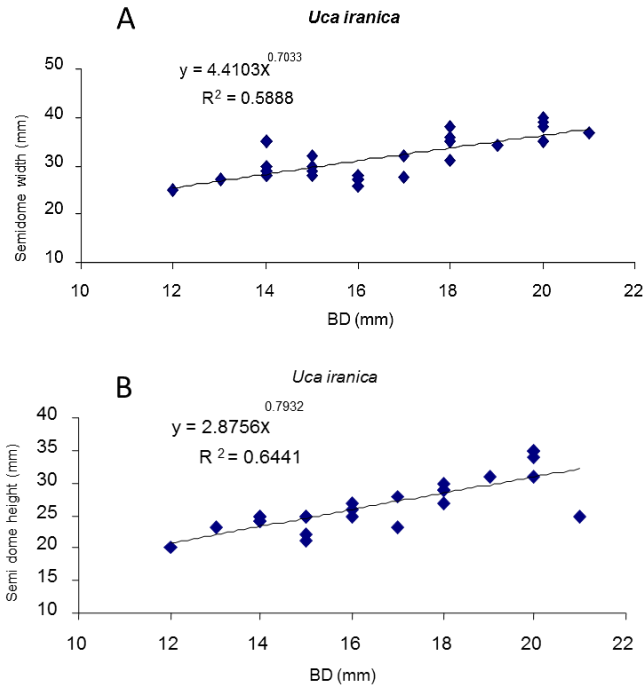 A
Uca iranica
y = 4.4103x^0.7033
R² = 0.5888
50
40
30
20
10
Semidome width (mm)
10 12 14 16 18 20 22
BD (mm)
B
Uca iranica
y = 2.8756x^0.7932
R² = 0.6441
40
35
30
25
20
15
10
Semi dome height (mm)
10 12 14 16 18 20 22
BD (mm)